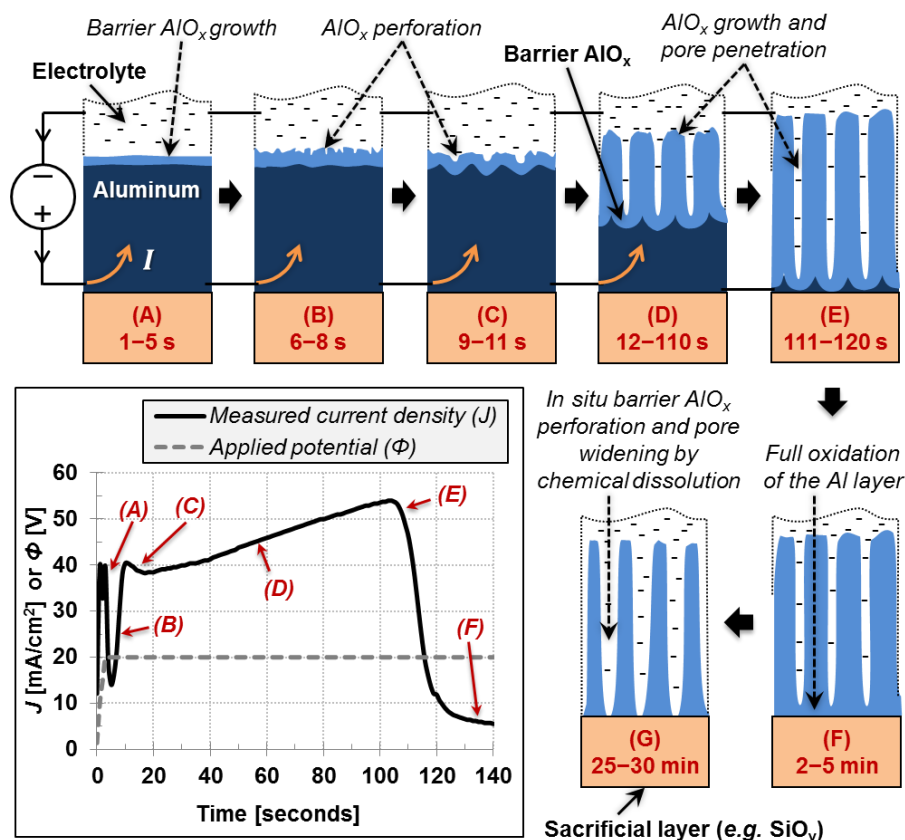 Barrier AlOx growth
AlOx perforation
AlOx growth and
pore penetration
Electrolyte
Barrier AlOx
−
+
Aluminum
I
(A)
1–5 s
(B)
6–8 s
(C)
9–11 s
(D)
12–110 s
(E)
111–120 s
Measured current density (J)
Applied potential (Φ)
J [mA/cm2] or Φ [V]
60
50
40
30
20
10
0
(A)
(B)
(C)
(D)
(E)
(F)
0
20
40
60
80
100
120
140
Time [seconds]
In situ barrier AlOx
perforation and pore
widening by
chemical dissolution
Full oxidation
of the Al layer
(G)
25–30 min
(F)
2–5 min
Sacrificial layer (e.g. SiOy)